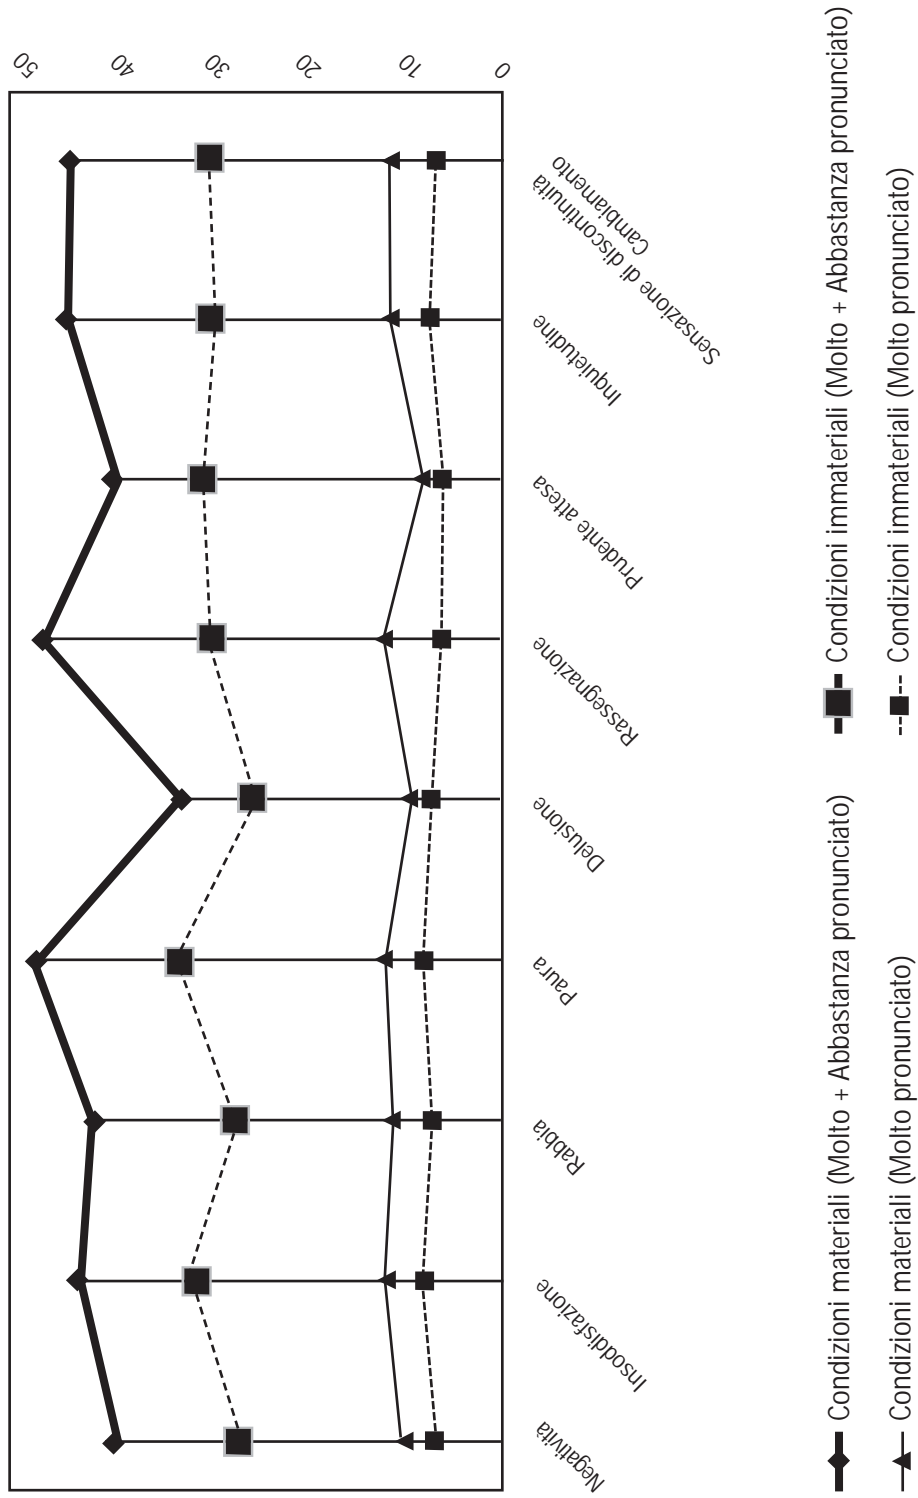 50
40
30
20
10
0
Negatività
Insoddisfazione
Rabbia
Paura
Delusione
Rassegnazione
Prudente attesa
Inquietudine
Sensazione di discontinuità
Cambiamento
Condizioni materiali (Molto + Abbastanza pronunciato)
Condizioni immateriali (Molto + Abbastanza pronunciato)
Condizioni materiali (Molto pronunciato)
Condizioni immateriali (Molto pronunciato)